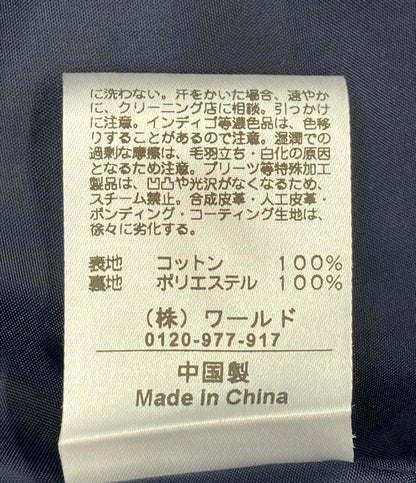 に洗わない。汗をかいた場合、速やか
に、クリーニング店に相談。引っかけ
に注意。インディゴ等濃色品は、色移
りすることがあるので注意。湿潤での
過剰な摩擦は、毛羽立ち・白化の原因
となるため注意。プリーツ等特殊加工
製品は、凹凸や光沢がなくなるため、
スチーム禁止。合成皮革・人工皮革・
ボンディング・コーティング生地は、
徐々に劣化する。
表地 コットン 100%
裏地 ポリエステル 100%
(株) ワールド
0120-977-917
中国製
Made In China